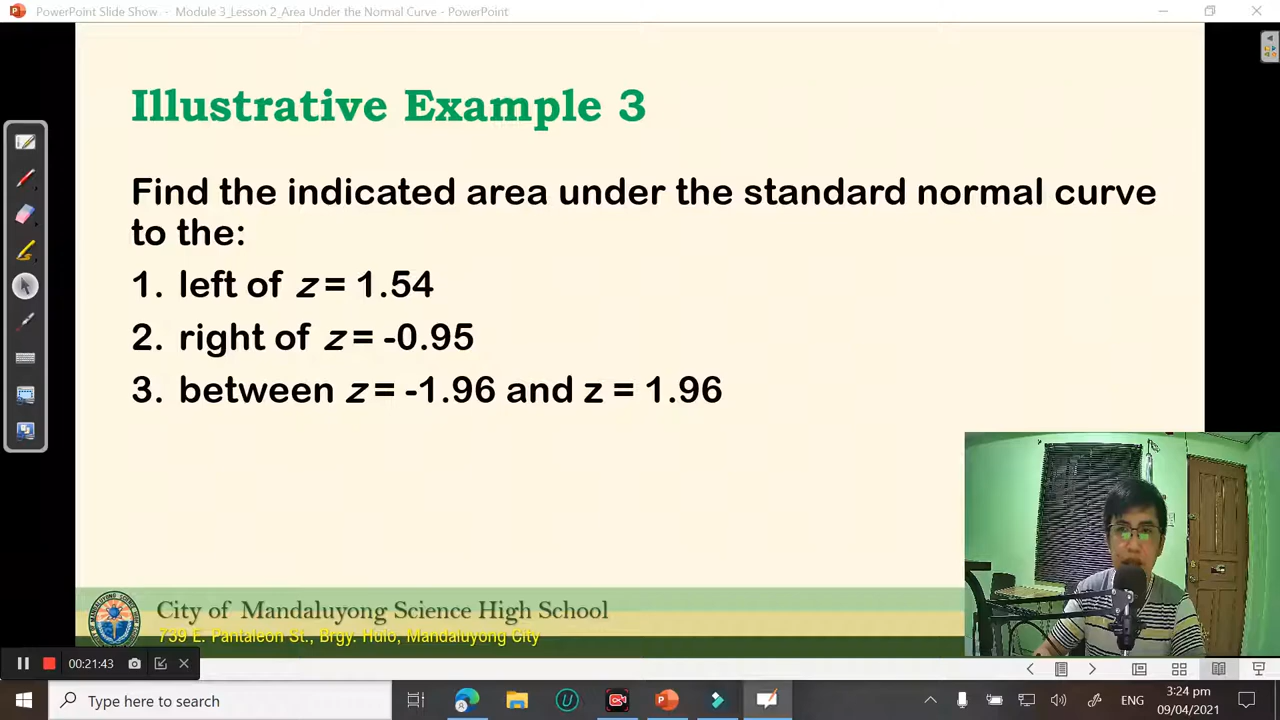 PowerPoint Slide Show - Module 3_Lesson 2_Area Under the Normal Curve - PowerPoint
Illustrative Example 3
Find the indicated area under the standard normal curve
to the:
1. left of z = 1.54
2. right of z = -0.95
3. between z = -1.96 and z = 1.96
City of Mandaluyong Science High School
739 E. Pantaleon St., Brgy. Hulo, Mandaluyong City
00:21:43
Type here to search
ENG
3:24 pm
09/04/2021